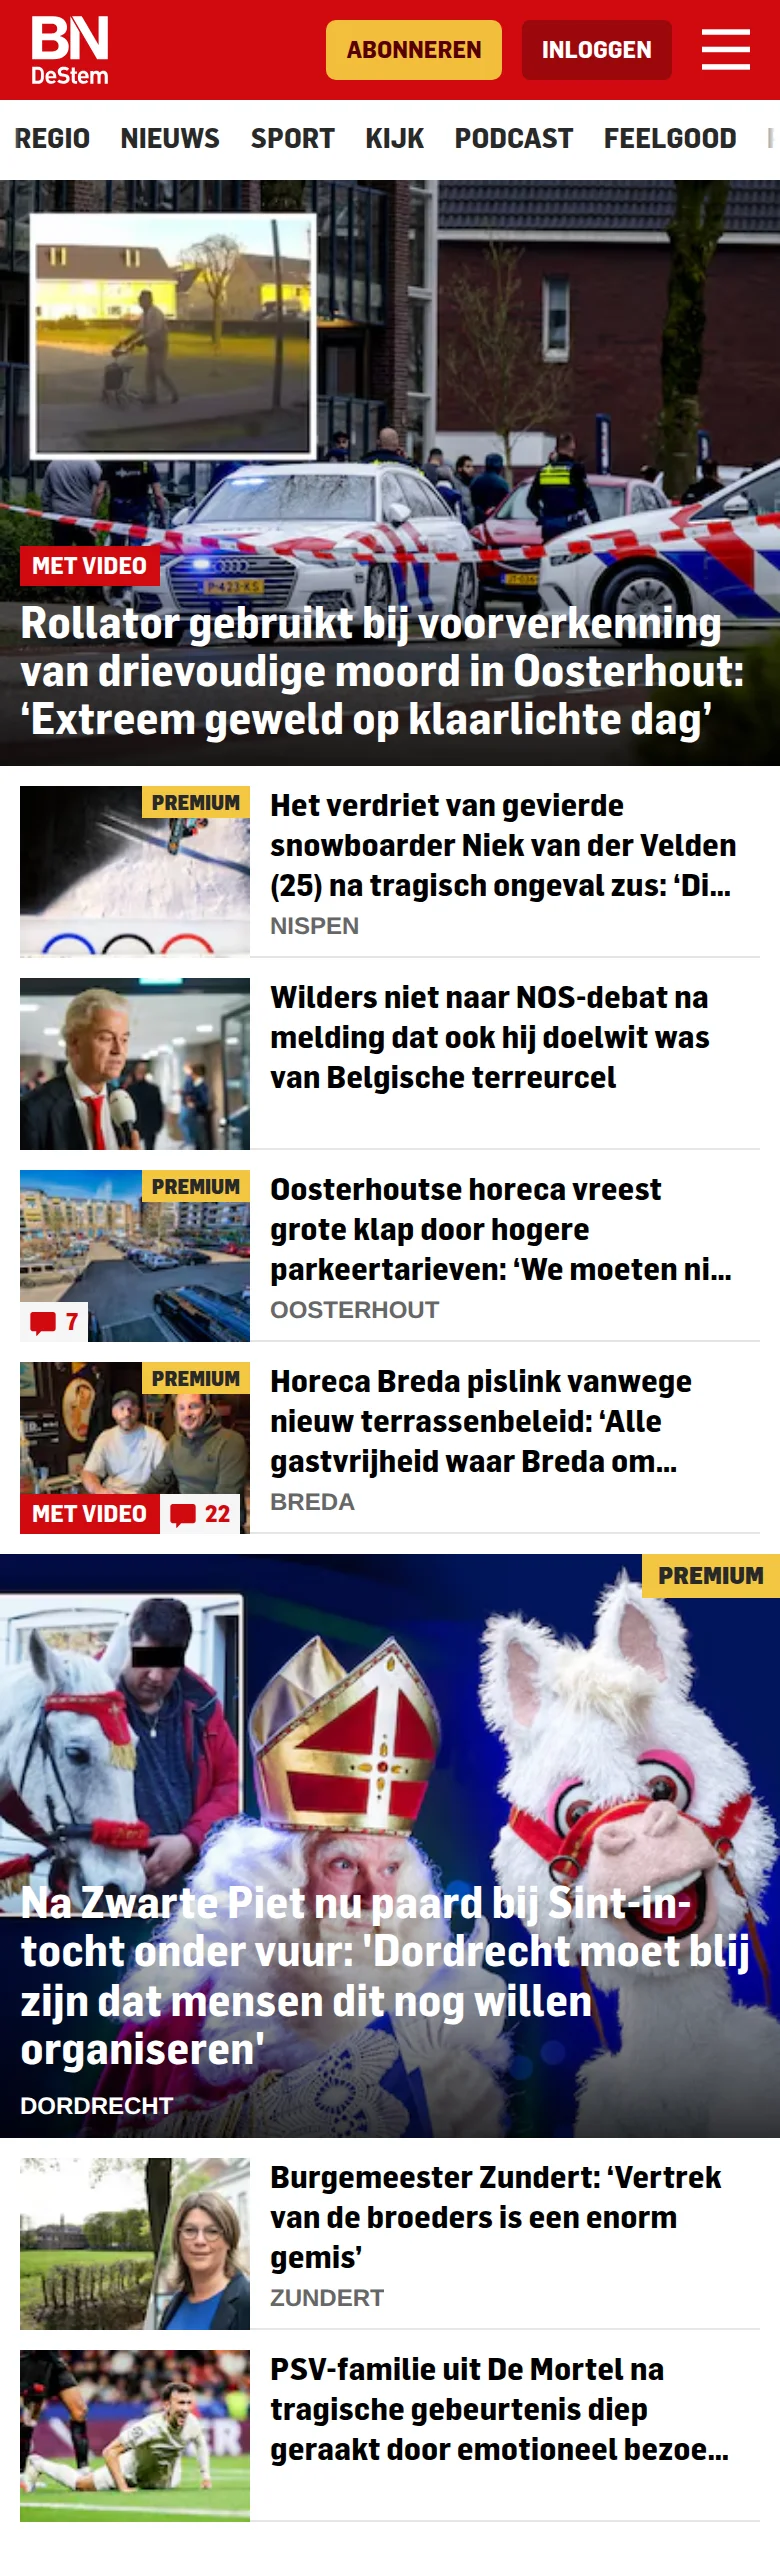 BN
DeStem
ABONNEREN
INLOGGEN
REGIO NIEUWS SPORT KIJK PODCAST FEELGOOD
P-423-KS
MET VIDEO
Rollator gebruikt bij voorverkenning
van drievoudige moord in Oosterhout:
‘Extreem geweld op klaarlichte dag’
PREMIUM
Het verdriet van gevierde
snowboarder Niek van der Velden
(25) na tragisch ongeval zus: ‘Di...
NISPEN
Wilders niet naar NOS-debat na
melding dat ook hij doelwit was
van Belgische terreurcel
PREMIUM
7
Oosterhoutse horeca vreest
grote klap door hogere
parkeertarieven: ‘We moeten ni...
OOSTERHOUT
PREMIUM
MET VIDEO
22
Horeca Breda pislink vanwege
nieuw terrassenbeleid: ‘Alle
gastvrijheid waar Breda om...
BREDA
PREMIUM
Na Zwarte Piet nu paard bij Sint-in-
tocht onder vuur: 'Dordrecht moet blij
zijn dat mensen dit nog willen
organiseren'
DORDRECHT
Burgemeester Zundert: ‘Vertrek
van de broeders is een enorm
gemis’
ZUNDERT
PSV-familie uit De Mortel na
tragische gebeurtenis diep
geraakt door emotioneel bezoe...